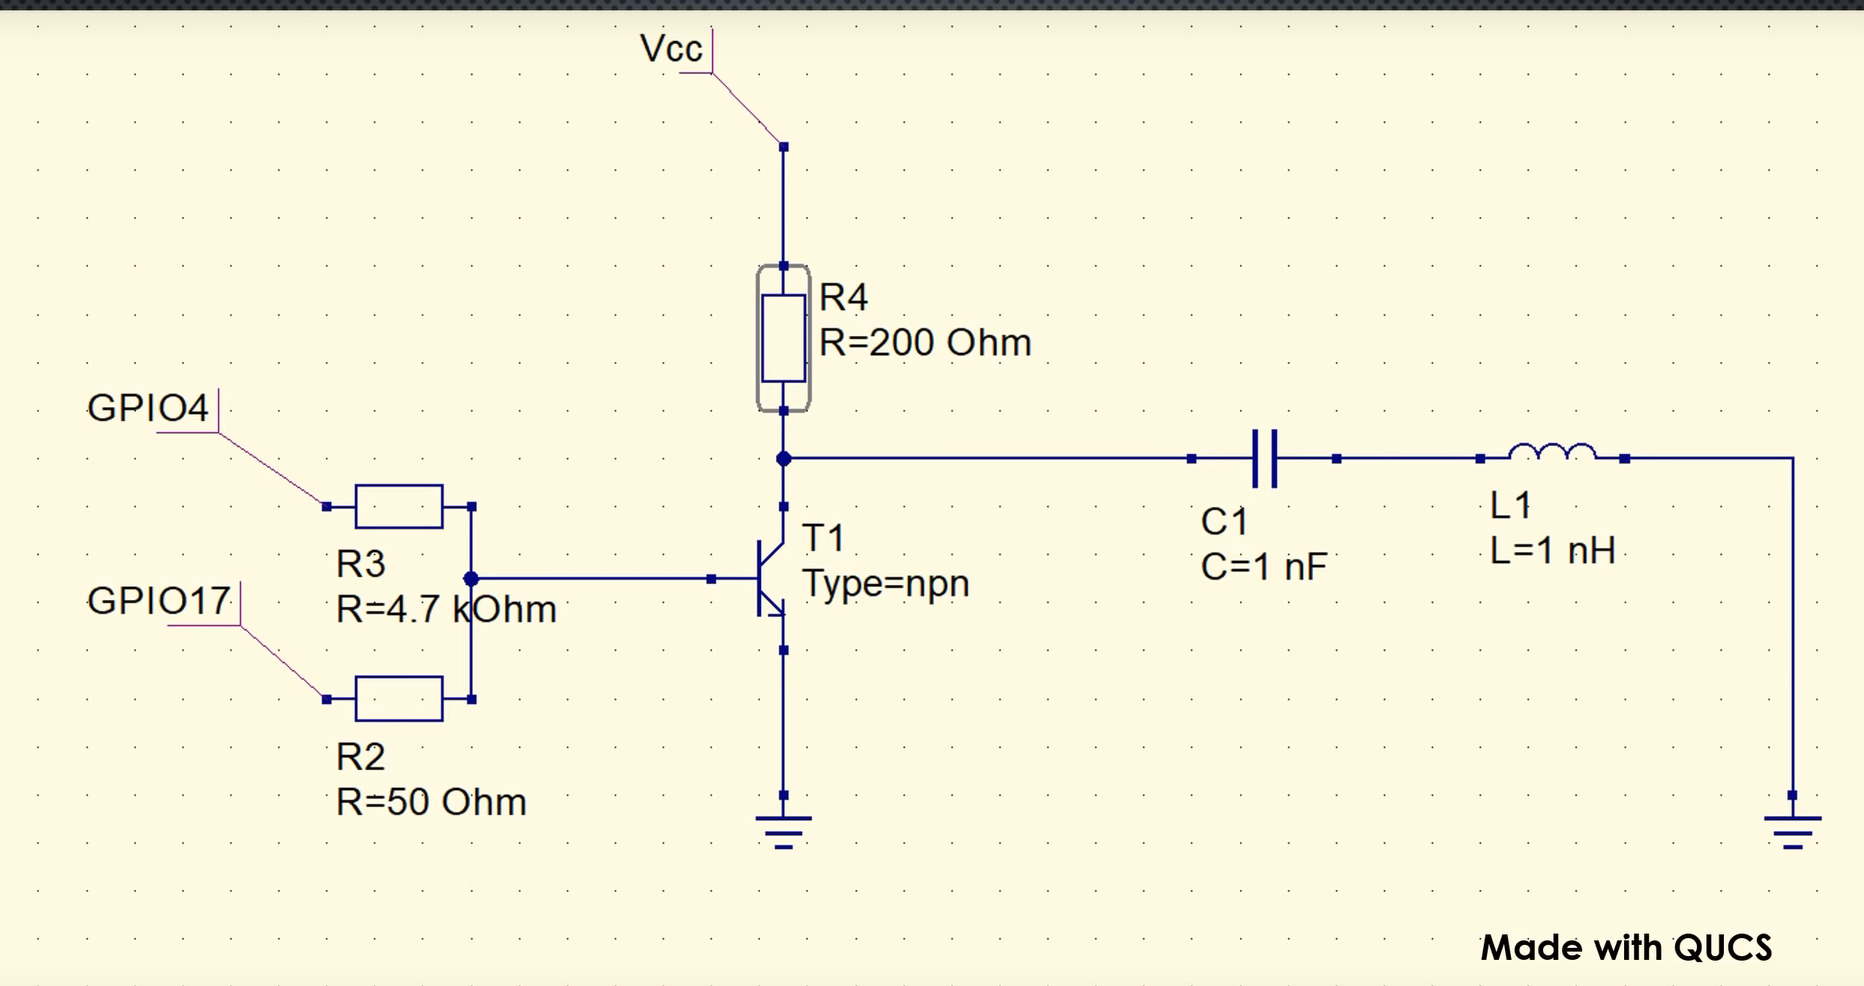 Vcc
R4
R=200 Ohm
GPIO4
R3
R=4.7 kOhm
GPIO17
R2
R=50 Ohm
T1
Type=npn
C1
C=1 nF
L1
L=1 nH
Made with QUCS